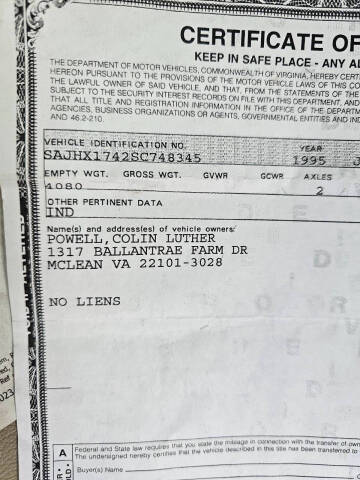 CERTIFICATE OF
KEEP IN SAFE PLACE - ANY AL
THE DEPARTMENT OF MOTOR VEHICLES, COMMONWEALTH OF VIRGINIA, HEREBY CERT
HEREON PURSUANT TO THE PROVISIONS OF THE MOTOR VEHICLE LAWS OF THIS CO
THE LAWFUL OWNER OF SAID VEHICLE, AND THAT, FROM THE STATEMENTS OF THE
SUBJECT TO THE SECURITY INTEREST RECORDS ON FILE WITH THIS DEPARTMENT, AND
THAT ALL TITLE AND REGISTRATION INFORMATION IN THE OFFICE OF THE DEPARTM
AGENCIES, BUSINESS ORGANIZATIONS OR AGENTS, GOVERNMENTAL ENTITIES AND IND
AND 46.2-210.
VEHICLE IDENTIFICATION NO. YEAR
SAJHX1742SC748345 1995 J
EMPTY WGT. GROSS WGT. GVWR GCWR AXLES
4080 2
OTHER PERTINENT DATA
IND
Name(s) and address(es) of vehicle owners:
POWELL, COLIN LUTHER
1317 BALLANTRAE FARM DR
MCLEAN VA 22101-3028
NO LIENS
A Federal and State law requires that you state the mileage in connection with the transfer of owne
The undersigned hereby certifies that the vehicle described in this title has been transferred to
Buyer(s) Name